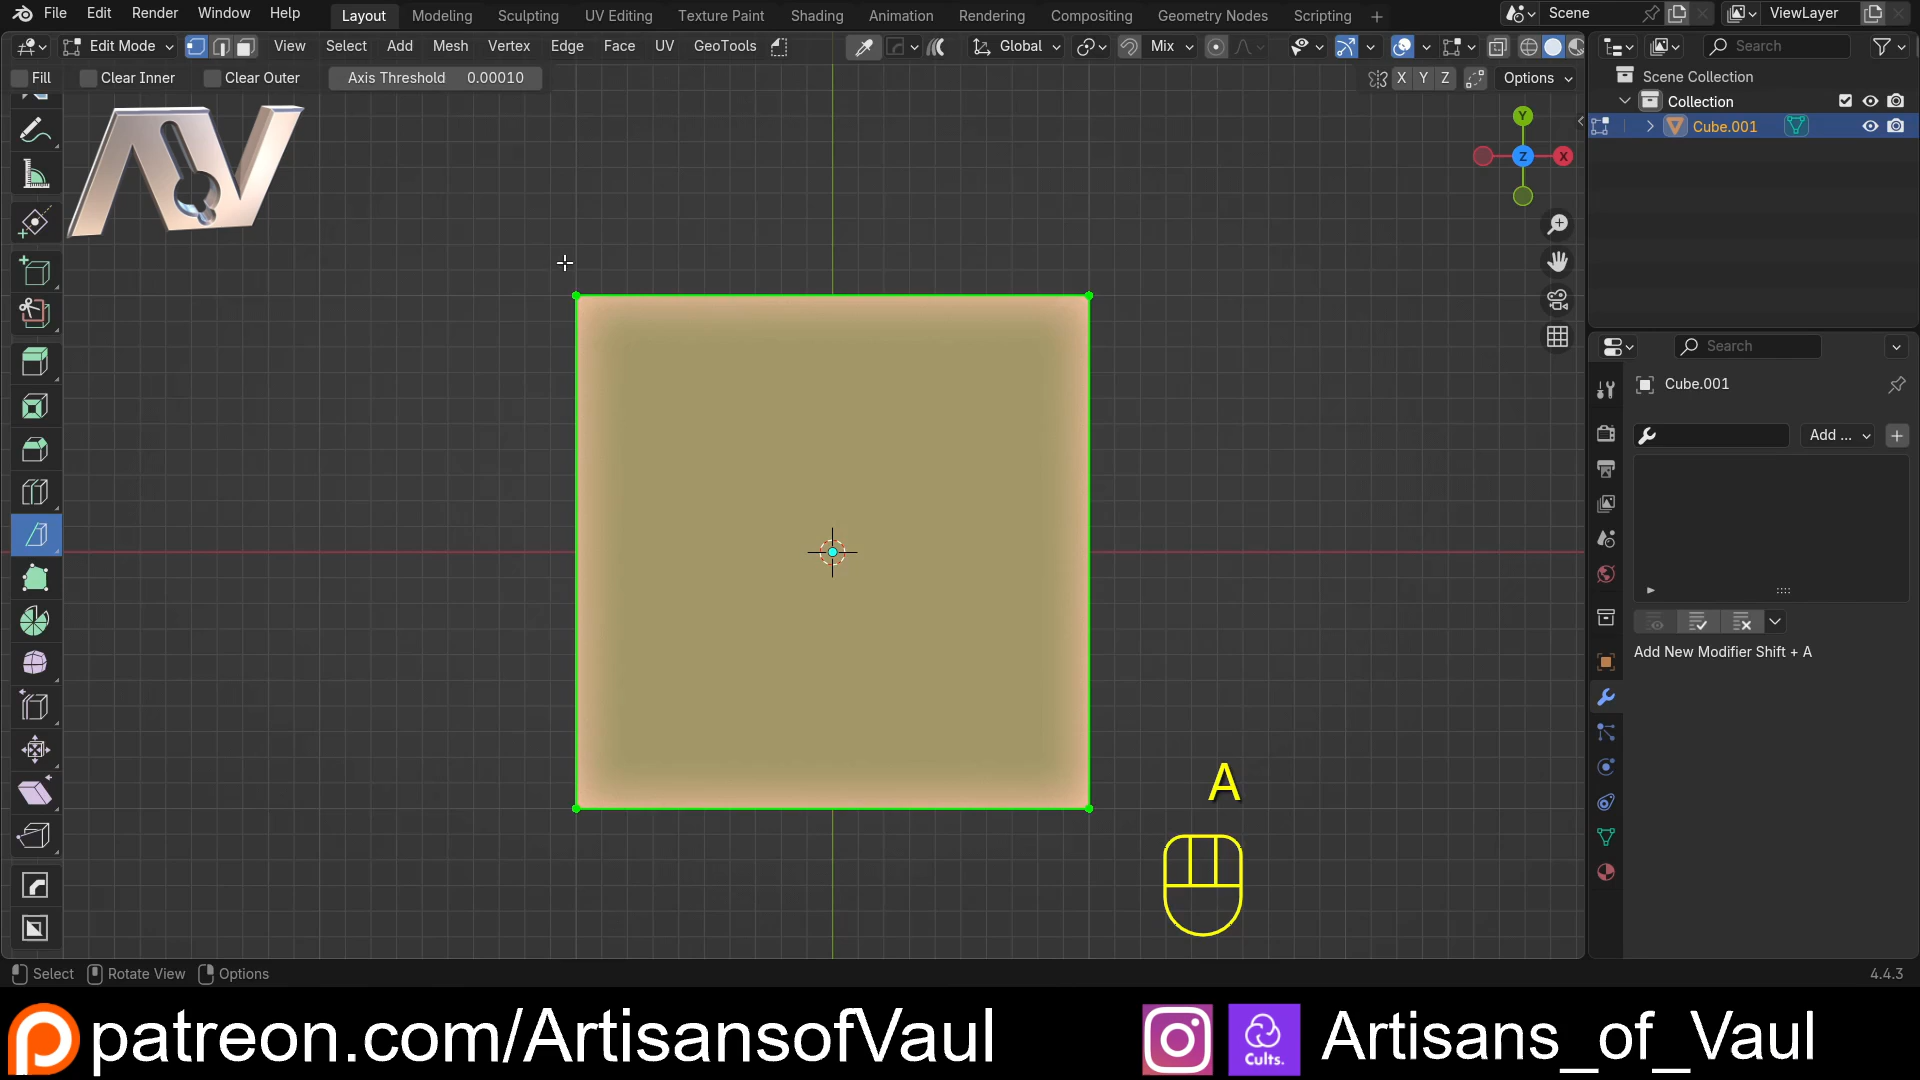 File Edit Render Window Help Layout Modeling Sculpting UV Editing Texture Paint Shading Animation Rendering Compositing Geometry Nodes Scripting + Scene ViewLayer
Edit Mode View Select Add Mesh Vertex Edge Face UV GeoTools Global Mix Search
Fill Clear Inner Clear Outer Axis Threshold 0.00010 X Y Z Options
Scene Collection
Collection
Cube.001
Y
Z X
AV
Search
Cube.001
Add ...
Add New Modifier Shift + A
A
Select Rotate View Options 4.4.3
patreon.com/ArtisansofVaul Cults. Artisans_of_Vaul